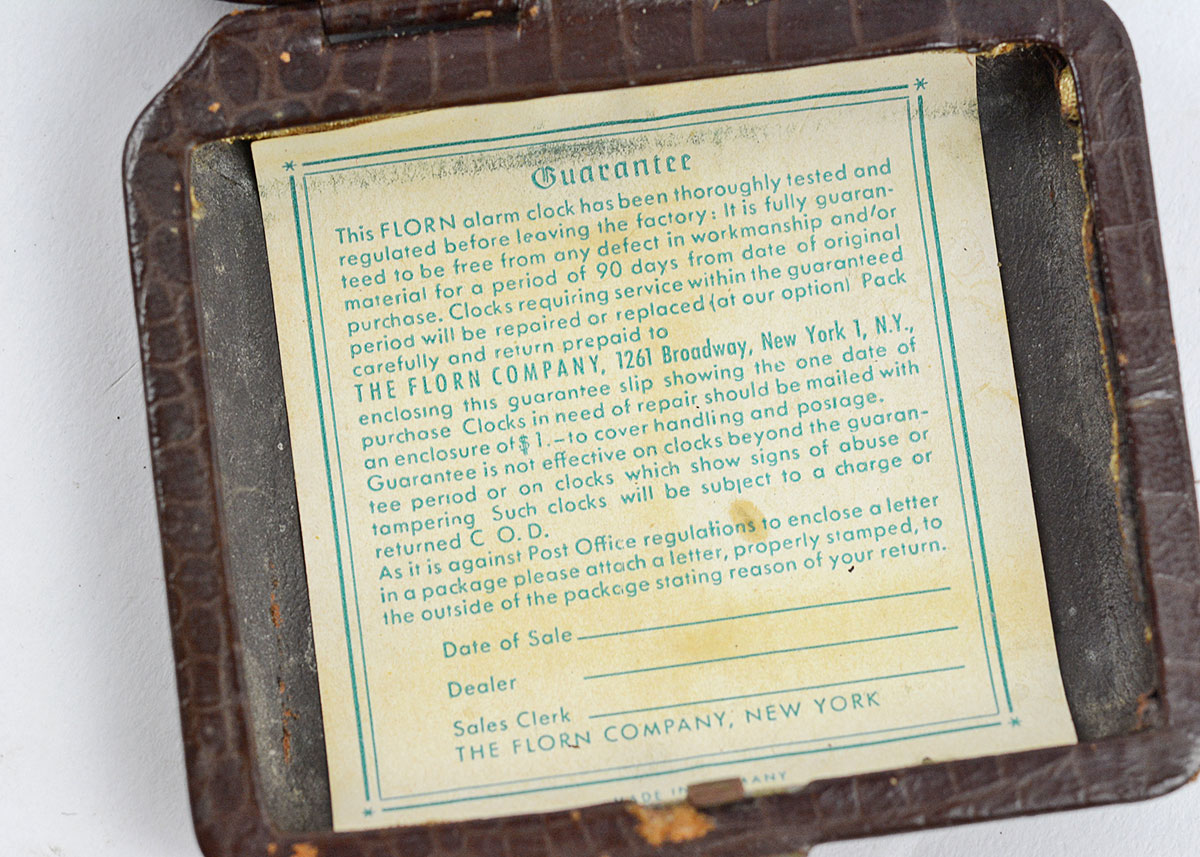 Guarantee
This FLORN alarm clock has been thoroughly tested and
regulated before leaving the factory: It is fully guaran-
teed to be free from any defect in workmanship and/or
material for a period of 90 days from date of original
purchase. Clocks requiring service within the guaranteed
period will be repaired or replaced (at our option) Pack
carefully and return prepaid to
THE FLORN COMPANY, 1261 Broadway, New York 1, N.Y.,
enclosing this guarantee slip showing the one date of
purchase Clocks in need of repair should be mailed with
an enclosure of $ 1.– to cover handling and postage.
Guarantee is not effective on clocks beyond the guaran-
tee period or on clocks which show signs of abuse or
tampering Such clocks will be subject to a charge or
returned C O. D.
As it is against Post Office regulations to enclose a letter
in a package please attach a letter, properly stamped, to
the outside of the package stating reason of your return.
Date of Sale
Dealer
Sales Clerk
THE FLORN COMPANY, NEW YORK